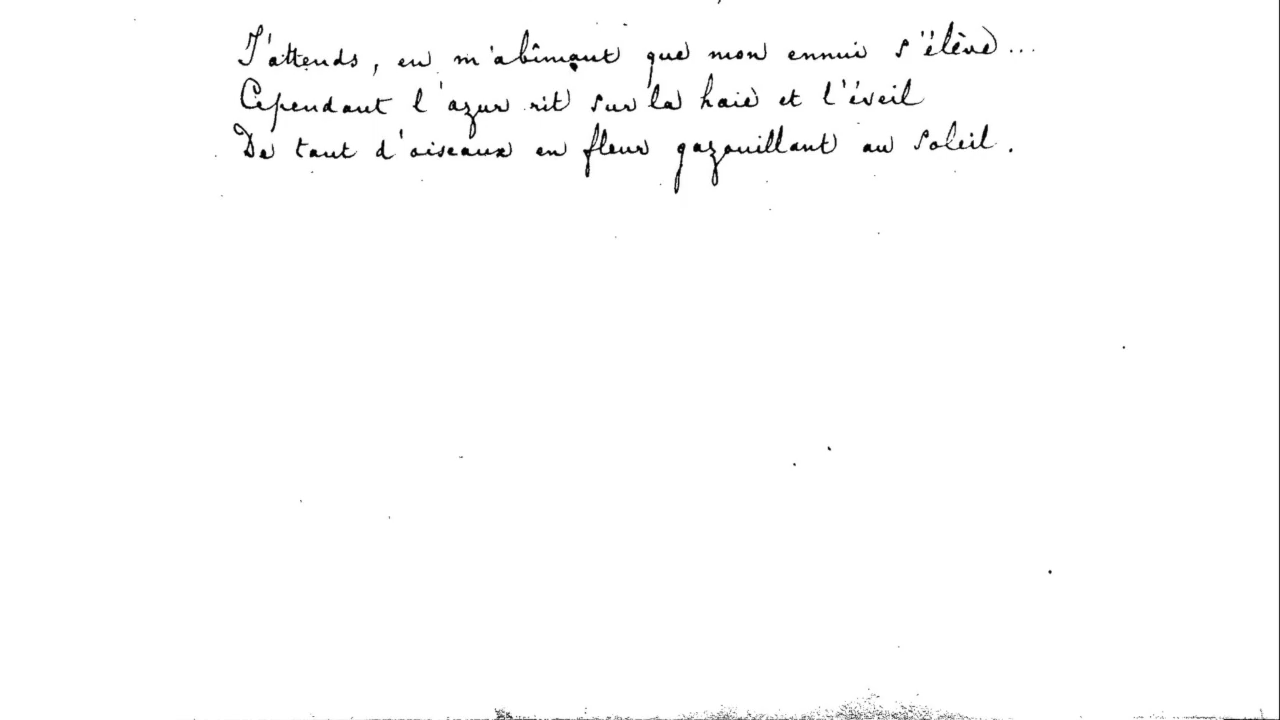 J'attends, en m'abîmant que mon ennui s'élève...
Cependant l'azur rit sur la haie et l'éveil
De tant d'oiseaux en fleur gazouillant au soleil.